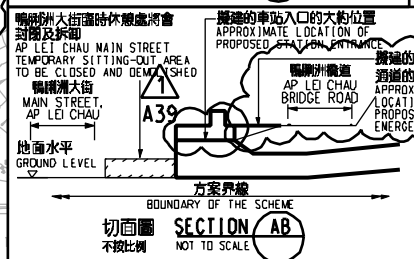 鴨脷洲大街臨時休憩處將會
封閉及拆卸
AP LEI CHAU MAIN STREET
TEMPORARY SITTING-OUT AREA
TO BE CLOSED AND DEMOLISHED
擬建的車站入口的大約位置
APPROXIMATE LOCATION OF
PROPOSED STATION ENTRANCE
鴨脷洲大街
MAIN STREET,
AP LEI CHAU
1
A39
鴨脷洲橋道
AP LEI CHAU
BRIDGE ROAD
擬建的
通道的
APPROX
LOCATI
PROPOS
EMERGE
地面水平
GROUND LEVEL
方案界線
BOUNDARY OF THE SCHEME
切面圖 SECTION AB
不按比例 NOT TO SCALE